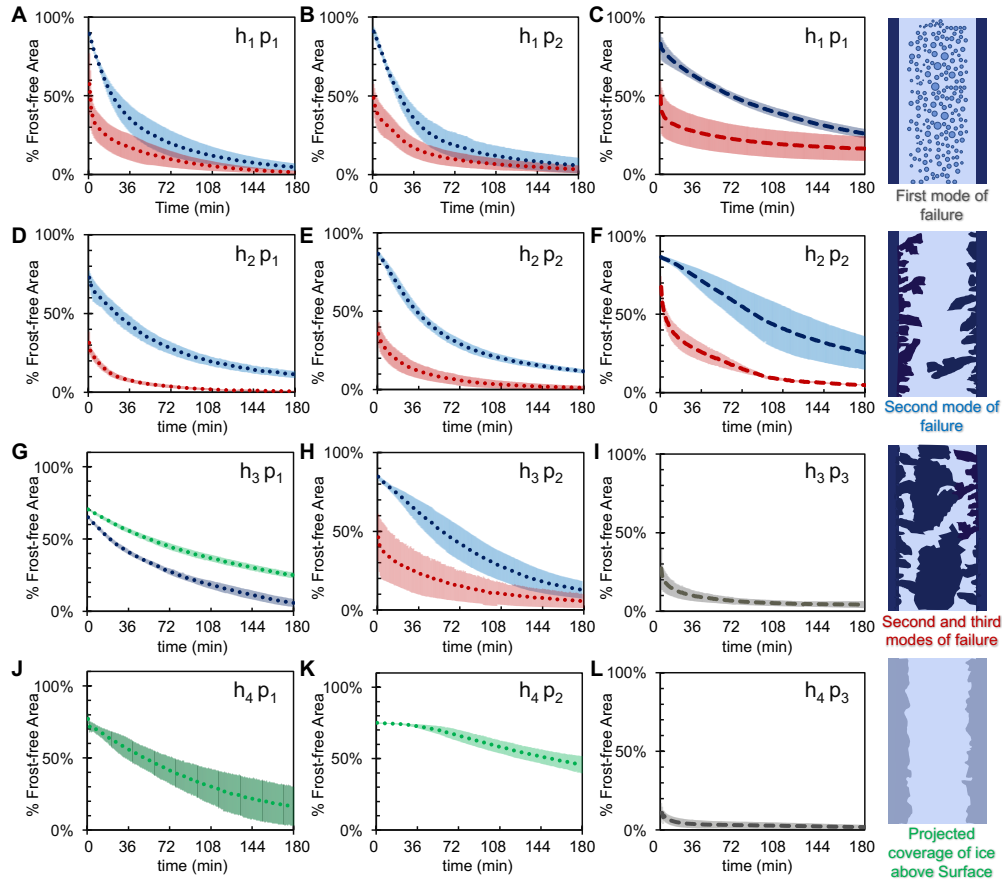 A
100%
% Frost-free Area
50%
0%
h1 p1
0 36 72 108 144 180
Time (min)
B
100%
% Frost-free Area
50%
0%
h1 p2
0 36 72 108 144 180
Time (min)
C
100%
% Frost-free Area
50%
0%
h1 p1
0 36 72 108 144 180
Time (min)
First mode of
failure
D
100%
% Frost-free Area
50%
0%
h2 p1
0 36 72 108 144 180
time (min)
E
100%
% Frost-free Area
50%
0%
h2 p2
0 36 72 108 144 180
time (min)
F
100%
% Frost-free Area
50%
0%
h2 p2
0 36 72 108 144 180
time (min)
Second mode of
failure
G
100%
% Frost-free Area
50%
0%
h3 p1
0 36 72 108 144 180
time (min)
H
100%
% Frost-free Area
50%
0%
h3 p2
0 36 72 108 144 180
time (min)
I
100%
% Frost-free Area
50%
0%
h3 p3
0 36 72 108 144 180
time (min)
Second and third
modes of failure
J
100%
% Frost-free Area
50%
0%
h4 p1
0 36 72 108 144 180
time (min)
K
100%
% Frost-free Area
50%
0%
h4 p2
0 36 72 108 144 180
time (min)
L
100%
% Frost-free Area
50%
0%
h4 p3
0 36 72 108 144 180
time (min)
Projected
coverage of ice
above Surface